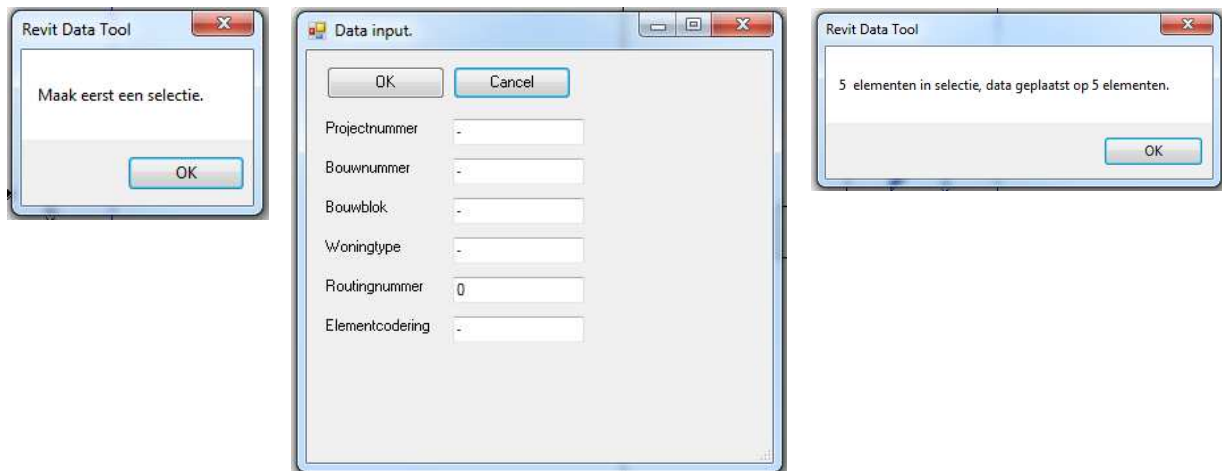 Revit Data Tool
Maak eerst een selectie.
OK
Data input.
OK Cancel
Projectnummer -
Bouwnummer -
Bouwblok -
Woningtype -
Routingnummer 0
Elementcodering -
Revit Data Tool
5 elementen in selectie, data geplaatst op 5 elementen.
OK